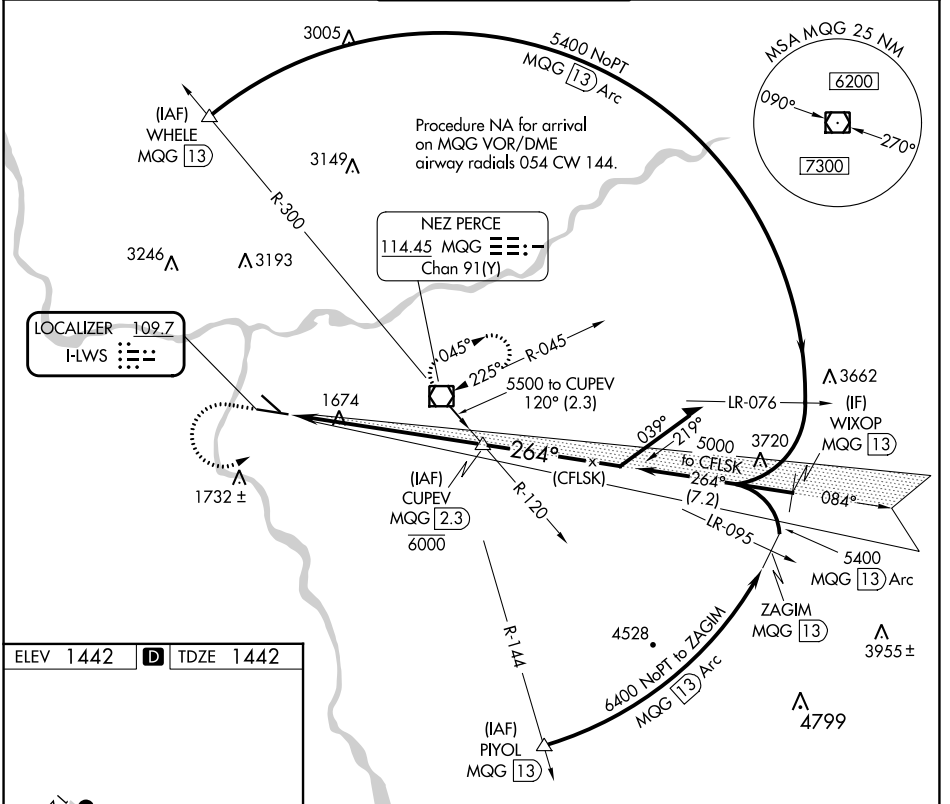 3005
5400 NoPT
MQG 13 Arc
MSA MQG 25 NM
6200
090°
270°
7300
(IAF)
WHELE
MQG 13
Procedure NA for arrival
on MQG VOR/DME
airway radials 054 CW 144.
3149
R-300
NEZ PERCE
114.45 MQG
Chan 91(Y)
3246
3193
LOCALIZER 109.7
I-LWS
045°
R-045
225°
5500 to CUPEV
120° (2.3)
3662
LR-076
(IF)
WIXOP
MQG 13
1674
039°
219°
3720
5000
to CFLSK
264°
(CFLSK)
264°
(7.2)
084°
1732 ±
(IAF)
CUPEV
MQG 2.3
6000
R-120
LR-095
5400
MQG 13 Arc
ZAGIM
MQG 13
R-144
4528
6400 NoPT to ZAGIM
MQG 13 Arc
3955 ±
4799
(IAF)
PIYOL
MQG 13
ELEV 1442 D TDZE 1442